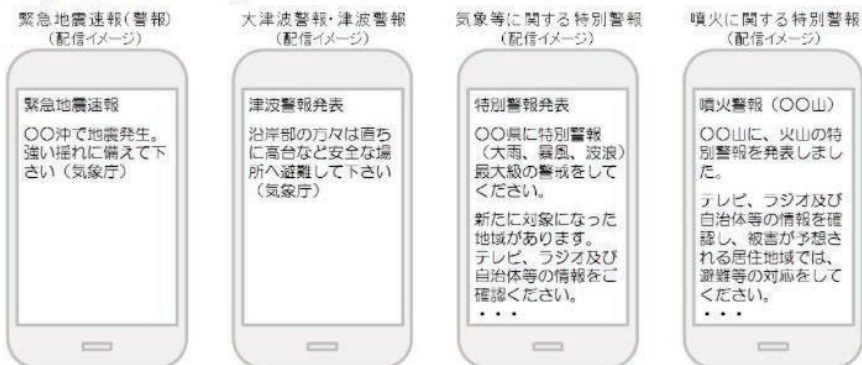 緊急地震速報(警報)
(配信イメージ)
緊急地震速報
〇〇沖で地震発生。
強い揺れに備えて下
さい（気象庁）
大津波警報・津波警報
(配信イメージ)
津波警報発表
沿岸部の方々は直ち
に高台など安全な場
所へ避難して下さい
（気象庁）
気象等に関する特別警報
(配信イメージ)
特別警報発表
〇〇県に特別警報
（大雨、暴風、波浪）
最大級の警戒をして
ください。
新たに対象になった
地域があります。
テレビ、ラジオ及び
自治体等の情報をご
確認ください。
・・・
噴火に関する特別警報
(配信イメージ)
噴火警報（〇〇山）
〇〇山に、火山の特
別警報を発表しまし
た。
テレビ、ラジオ及び
自治体等の情報を確
認し、被害が予想さ
れる居住地域では、
避難等の対応をして
ください。
・・・